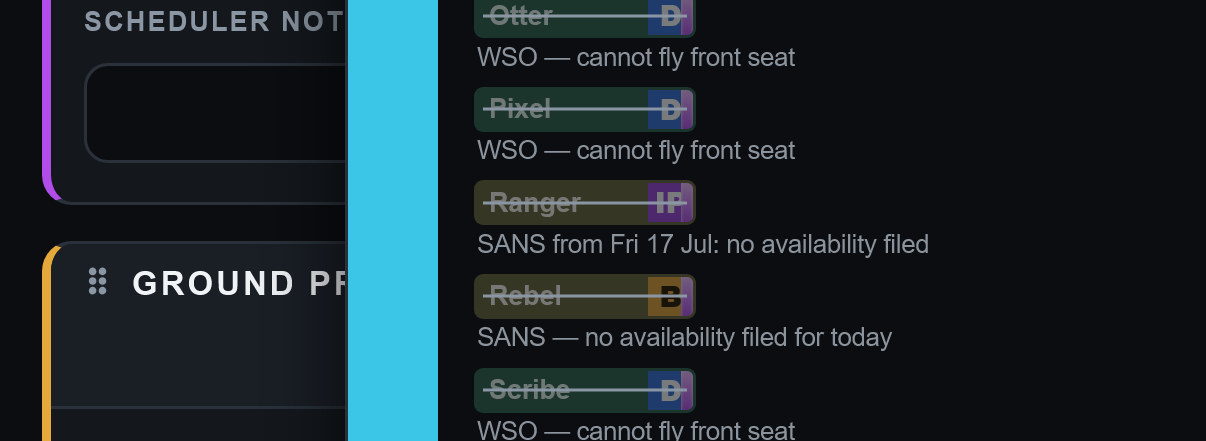 SCHEDULER NOT
GROUND PR
Otter D
WSO — cannot fly front seat
Pixel D
WSO — cannot fly front seat
Ranger IP
SANS from Fri 17 Jul: no availability filed
Rebel B
SANS — no availability filed for today
Scribe D
WSO — cannot fly front seat